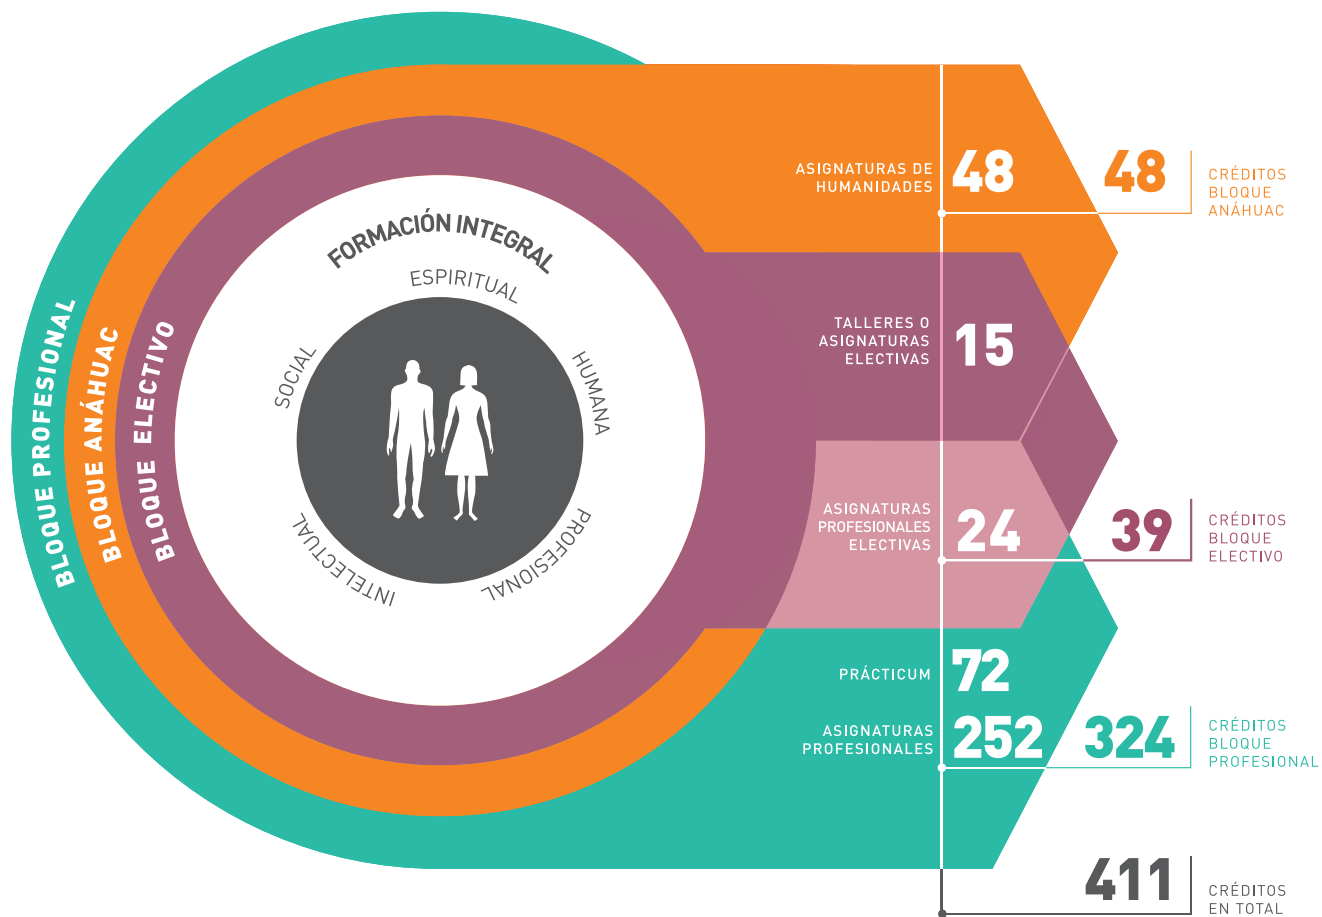 BLOQUE PROFESIONAL
BLOQUE ANÁHUAC
BLOQUE ELECTIVO
FORMACIÓN INTEGRAL
ESPIRITUAL
SOCIAL
HUMANA
INTELECTUAL
PROFESIONAL
ASIGNATURAS DE
HUMANIDADES
48
48
CRÉDITOS
BLOQUE
ANÁHUAC
TALLERES O
ASIGNATURAS
ELECTIVAS
15
ASIGNATURAS
PROFESIONALES
ELECTIVAS
24
39
CRÉDITOS
BLOQUE
ELECTIVO
PRÁCTICUM
72
ASIGNATURAS
PROFESIONALES
252
324
CRÉDITOS
BLOQUE
PROFESIONAL
411
CRÉDITOS
EN TOTAL